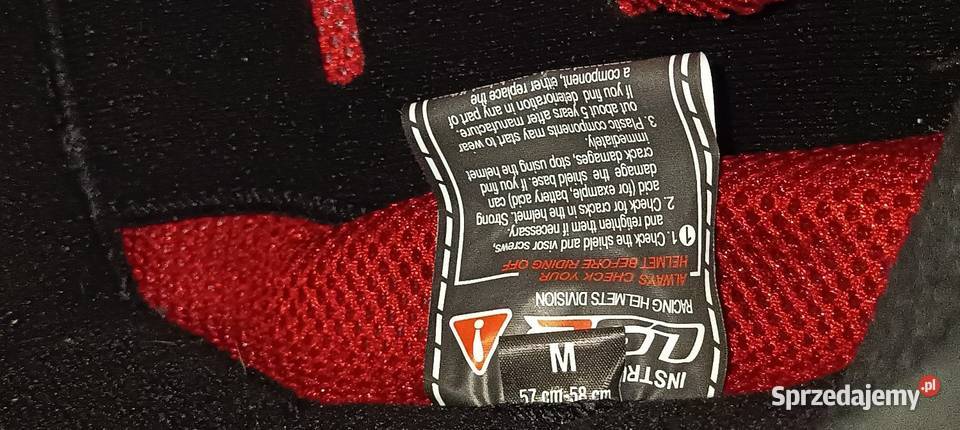 INSTRU
RACING HELMETS DIVISION
ALWAYS CHECK YOUR
HELMET BEFORE RIDING OFF
1. Check the shield and visor screws,
and retighten them if necessary.
2. Check for cracks in the helmet. Strong
acid (for example, battery acid) can
damage the shield base. If you find
crack damages, stop using the helmet
immediately.
3. Plastic components may start to wear
out about 5 years after manufacture.
If you find deterioration in any part of
a component, either replace the
M
57 cm-58 cm
Sprzedajemy.pl